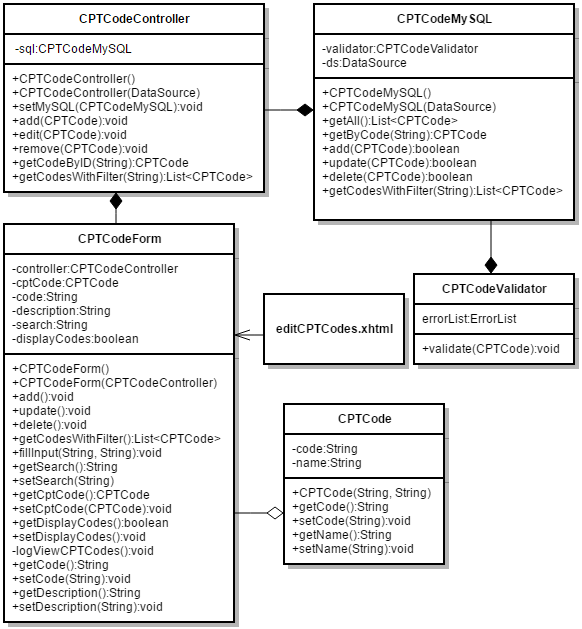 CPTCodeController
-sql:CPTCodeMySQL
+CPTCodeController()
+CPTCodeController(DataSource)
+setMySQL(CPTCodeMySQL):void
+add(CPTCode):void
+edit(CPTCode):void
+remove(CPTCode):void
+getCodeByID(String):CPTCode
+getCodesWithFilter(String):List<CPTCode>
CPTCodeMySQL
-validator:CPTCodeValidator
-ds:DataSource
+CPTCodeMySQL()
+CPTCodeMySQL(DataSource)
+getAll():List<CPTCode>
+getByCode(String):CPTCode
+add(CPTCode):boolean
+update(CPTCode):boolean
+delete(CPTCode):boolean
+getCodesWithFilter(String):List<CPTCode>
CPTCodeForm
-controller:CPTCodeController
-cptCode:CPTCode
-code:String
-description:String
-search:String
-displayCodes:boolean
+CPTCodeForm()
+CPTCodeForm(CPTCodeController)
+add():void
+update():void
+delete():void
+getCodesWithFilter():List<CPTCode>
+fillInput(String, String):void
+getSearch():String
+setSearch(String)
+getCptCode():CPTCode
+setCptCode(CPTCode):void
+getDisplayCodes():boolean
+setDisplayCodes():void
-logViewCPTCodes():void
+getCode():String
+setCode(String):void
+getDescription():String
+setDescription(String):void
editCPTCodes.xhtml
CPTCodeValidator
errorList:ErrorList
+validate(CPTCode):void
CPTCode
-code:String
-name:String
+CPTCode(String, String)
+getCode():String
+setCode(String):void
+getName():String
+setName(String):void